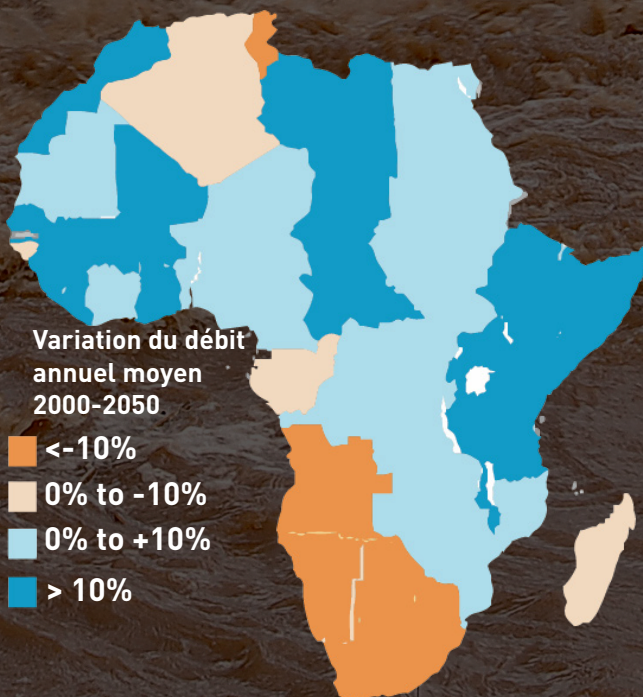 Variation du débit
annuel moyen
2000-2050
<-10%
0% to -10%
0% to +10%
> 10%